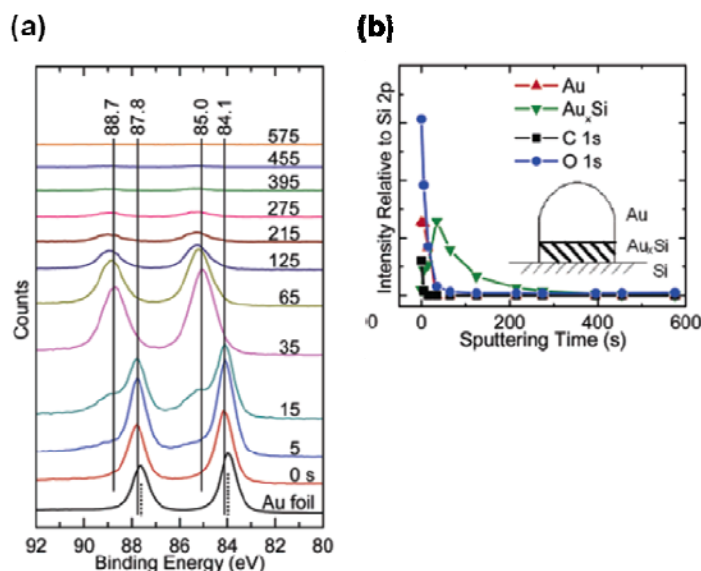 (a)
88.7
87.8
85.0
84.1
575
455
395
275
215
125
65
35
15
5
0 s
Au foil
Counts
92 90 88 86 84 82 80
Binding Energy (eV)
(b)
Intensity Relative to Si 2p
Au
AuₓSi
C 1s
O 1s
Au
AuₓSi
Si
0 200 400 600
Sputtering Time (s)